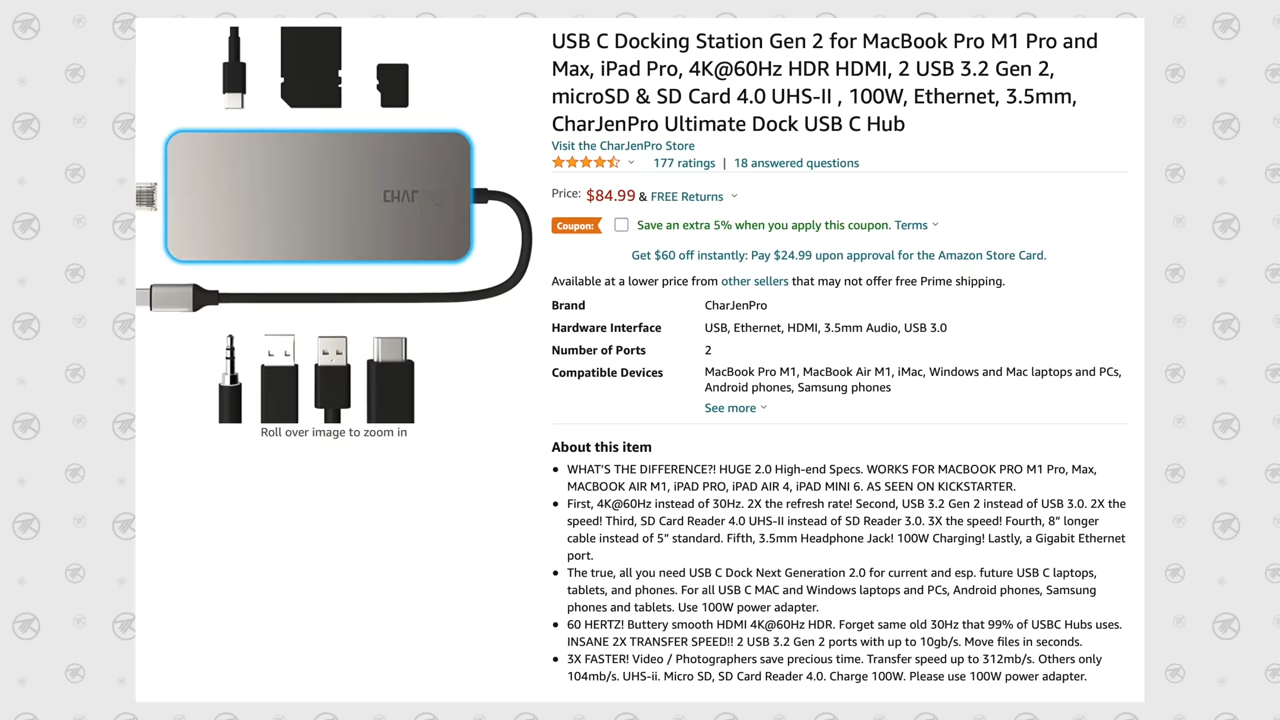 USB C Docking Station Gen 2 for MacBook Pro M1 Pro and
Max, iPad Pro, 4K@60Hz HDR HDMI, 2 USB 3.2 Gen 2,
microSD & SD Card 4.0 UHS-II , 100W, Ethernet, 3.5mm,
CharJenPro Ultimate Dock USB C Hub
Visit the CharJenPro Store
177 ratings | 18 answered questions
Price: $84.99 & FREE Returns
Coupon: Save an extra 5% when you apply this coupon. Terms
Get $60 off instantly: Pay $24.99 upon approval for the Amazon Store Card.
Available at a lower price from other sellers that may not offer free Prime shipping.
Brand CharJenPro
Hardware Interface USB, Ethernet, HDMI, 3.5mm Audio, USB 3.0
Number of Ports 2
Compatible Devices MacBook Pro M1, MacBook Air M1, iMac, Windows and Mac laptops and PCs,
Android phones, Samsung phones
See more
Roll over image to zoom in
About this item
WHAT'S THE DIFFERENCE?! HUGE 2.0 High-end Specs. WORKS FOR MACBOOK PRO M1 Pro, Max,
MACBOOK AIR M1, iPAD PRO, iPAD AIR 4, iPAD MINI 6. AS SEEN ON KICKSTARTER.
First, 4K@60Hz instead of 30Hz. 2X the refresh rate! Second, USB 3.2 Gen 2 instead of USB 3.0. 2X the
speed! Third, SD Card Reader 4.0 UHS-II instead of SD Reader 3.0. 3X the speed! Fourth, 8” longer
cable instead of 5” standard. Fifth, 3.5mm Headphone Jack! 100W Charging! Lastly, a Gigabit Ethernet
port.
The true, all you need USB C Dock Next Generation 2.0 for current and esp. future USB C laptops,
tablets, and phones. For all USB C MAC and Windows laptops and PCs, Android phones, Samsung
phones and tablets. Use 100W power adapter.
60 HERTZ! Buttery smooth HDMI 4K@60Hz HDR. Forget same old 30Hz that 99% of USBC Hubs uses.
INSANE 2X TRANSFER SPEED!! 2 USB 3.2 Gen 2 ports with up to 10gb/s. Move files in seconds.
3X FASTER! Video / Photographers save precious time. Transfer speed up to 312mb/s. Others only
104mb/s. UHS-ii. Micro SD, SD Card Reader 4.0. Charge 100W. Please use 100W power adapter.